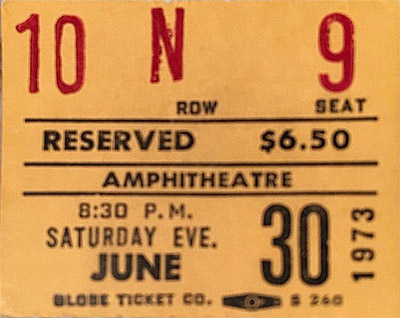 10 N 9
ROW SEAT
RESERVED $6.50
AMPHITHEATRE
8:30 P.M.
SATURDAY EVE.
JUNE 30 1973
GLOBE TICKET CO. S 260